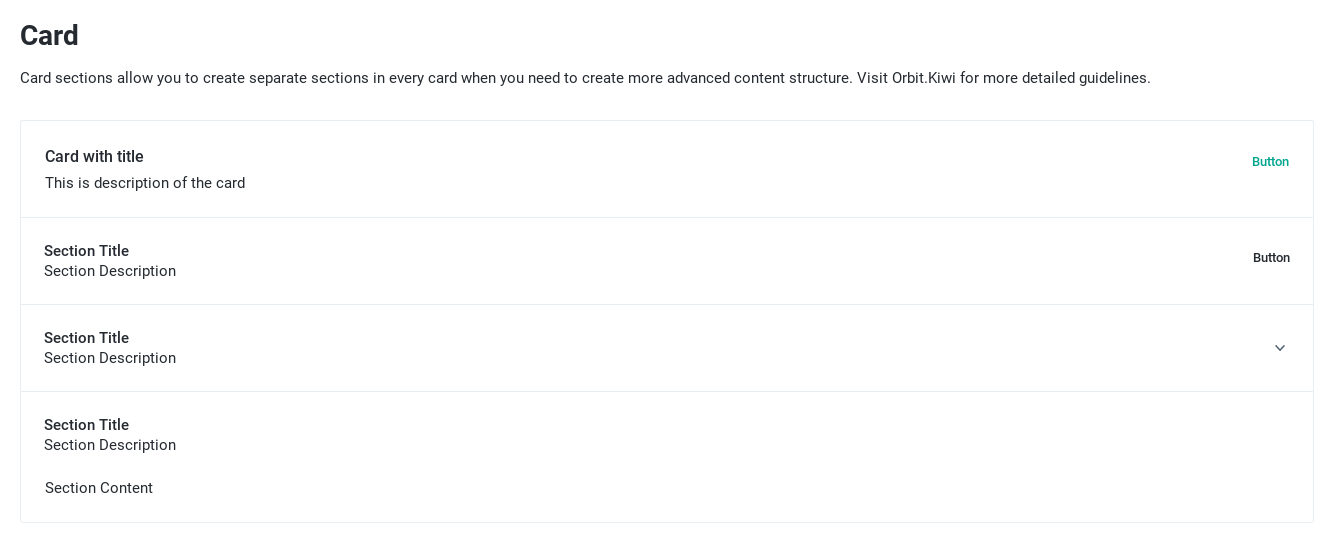 Card
Card sections allow you to create separate sections in every card when you need to create more advanced content structure. Visit Orbit.Kiwi for more detailed guidelines.
Card with title
Button
This is description of the card
Section Title
Button
Section Description
Section Title
Section Description
Section Title
Section Description
Section Content